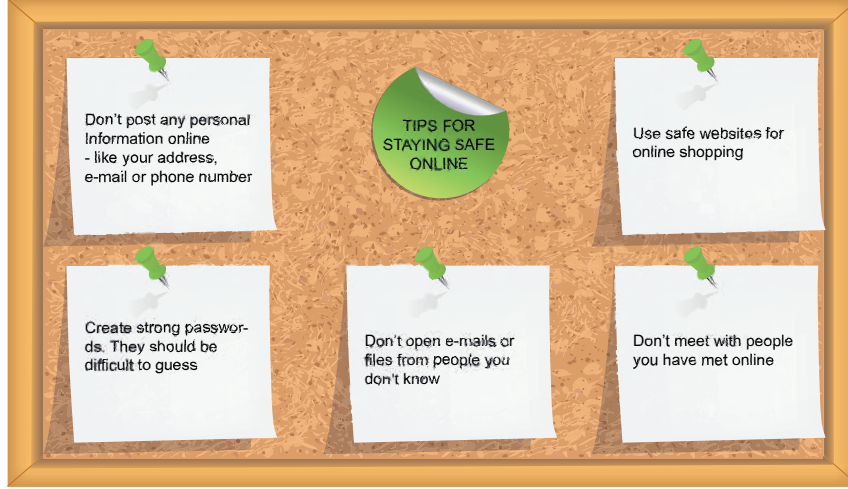 Don't post any personal
Information online
- like your address,
e-mail or phone number
TIPS FOR
STAYING SAFE
ONLINE
Use safe websites for
online shopping
Create strong passwor-
ds. They should be
difficult to guess
Don't open e-mails or
files from people you
don't know
Don't meet with people
you have met online